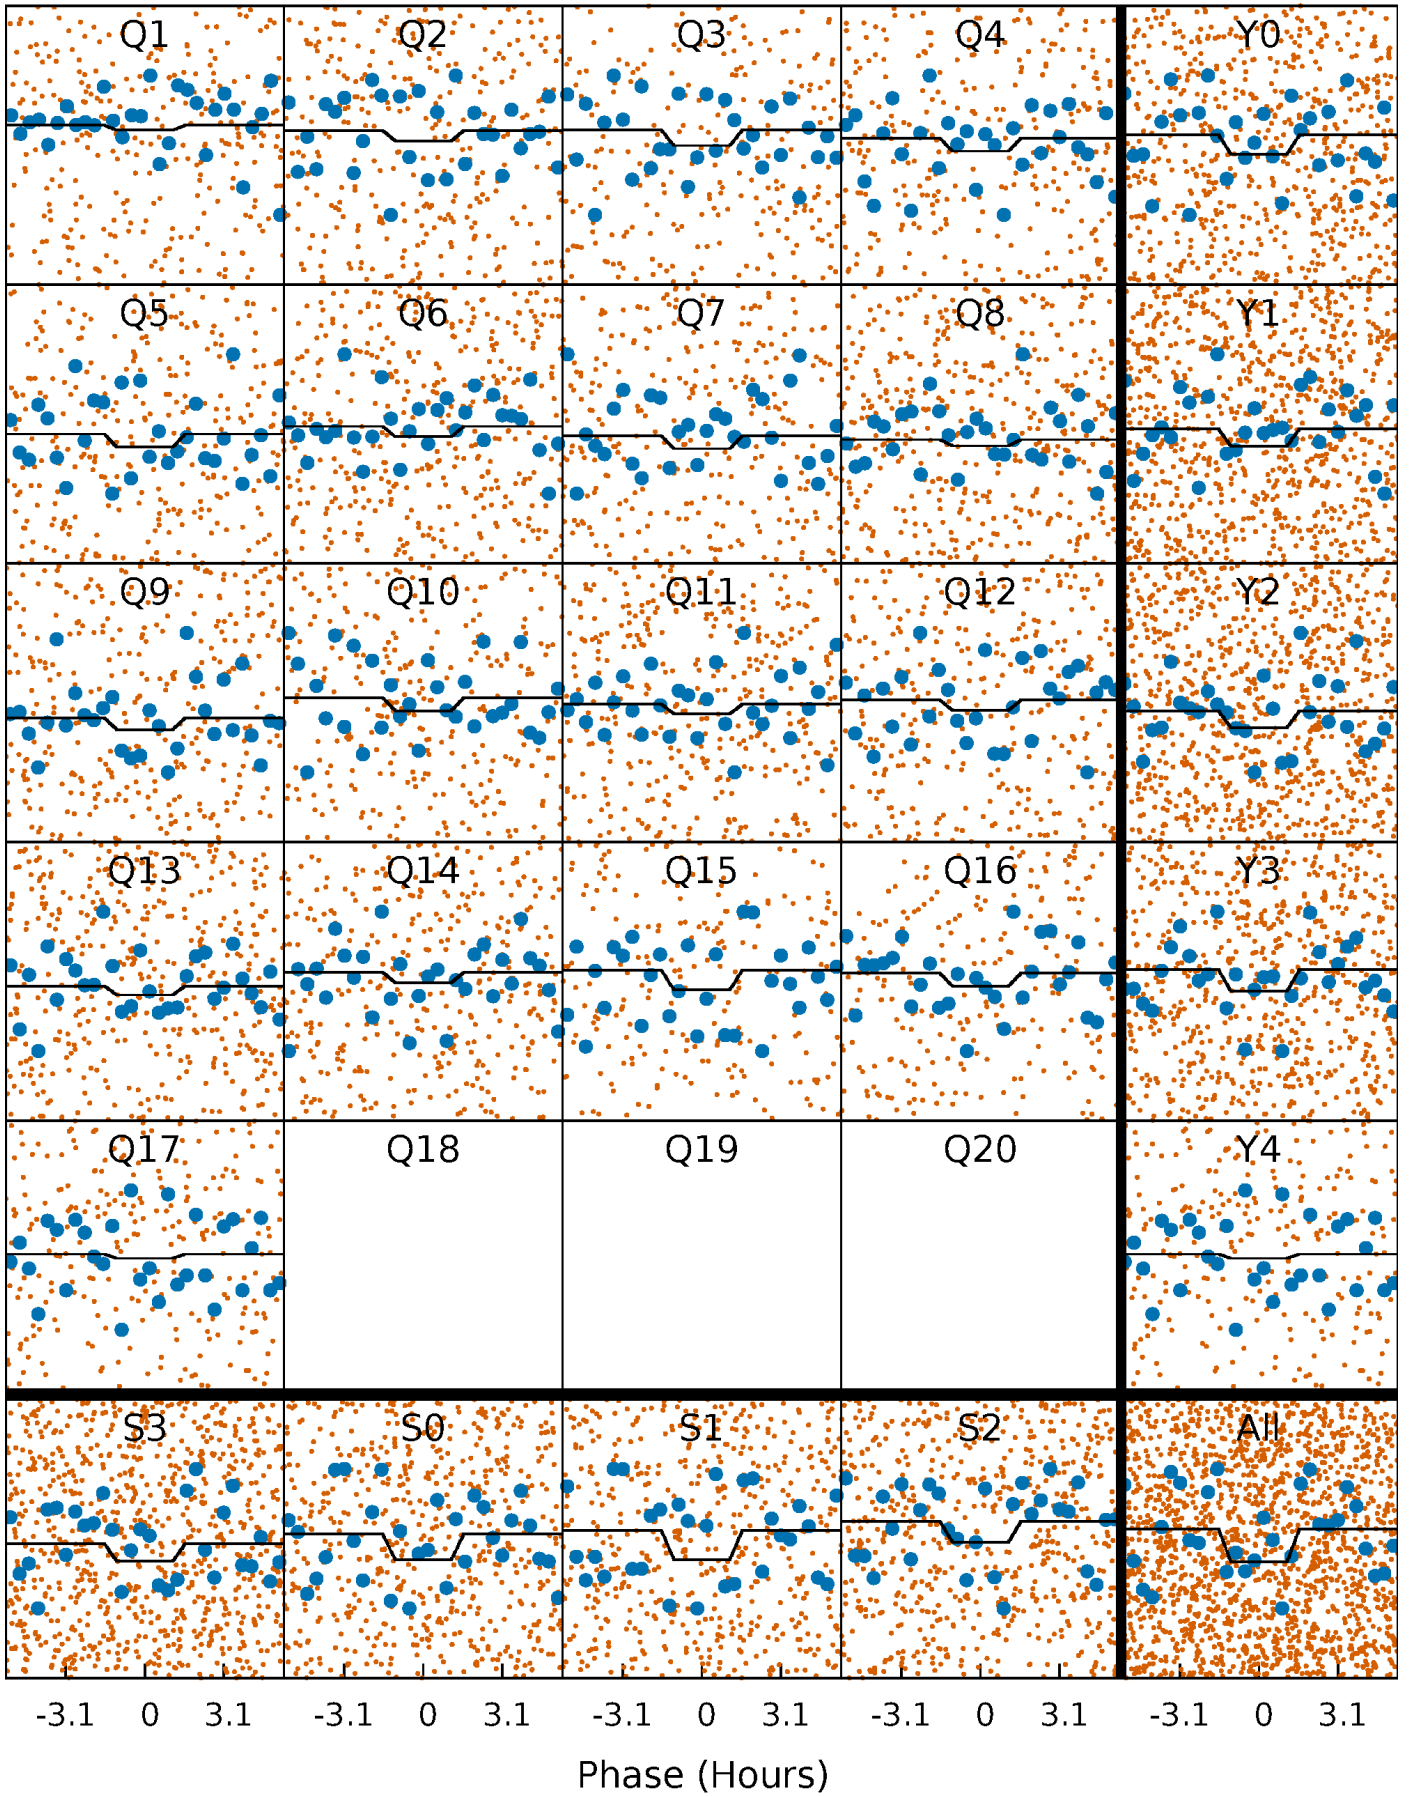 Q1 Q2 Q3 Q4 Y0
Q5 Q6 Q7 Q8 Y1
Q9 Q10 Q11 Q12 Y2
Q13 Q14 Q15 Q16 Y3
Q17 Q18 Q19 Q20 Y4
S3 S0 S1 S2 All
-3.1 0 3.1 -3.1 0 3.1 -3.1 0 3.1 -3.1 0 3.1 -3.1 0 3.1
Phase (Hours)